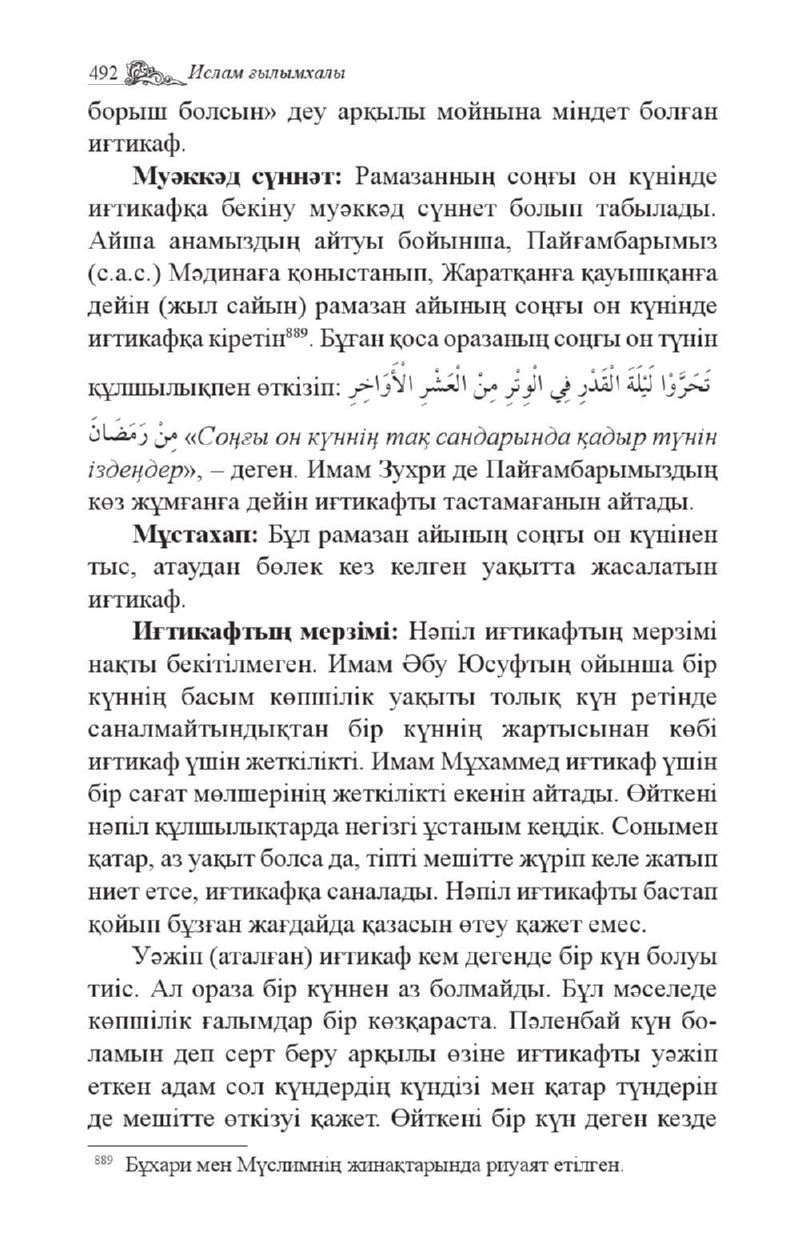 492 Ислам ғылымхалы
борыш болсын» деу арқылы мойнына міндет болған
иғтикаф.
Муәккәд сүннәт: Рамазанның соңғы он күнінде
иғтикафқа бекіну муәккәд сүннет болып табылады.
Айша анамыздың айтуы бойынша, Пайғамбарымыз
(с.а.с.) Мәдинаға қоныстанып, Жаратқанға қауышқанға
дейін (жыл сайын) рамазан айының соңғы он күнінде
иғтикафқа кіретін⁸⁸⁹. Бұған қоса оразаның соңғы он түнін
құлшылықпен өткізіп: تَحَرَّوْا لَيْلَةَ الْقَدْرِ فِي الْوِتْرِ مِنْ الْعَشْرِ الْأَوَاخِرِ
مِنْ رَمَضَانَ «Соңғы он күннің тақ сандарында қадыр түнін
іздеңдер», – деген. Имам Зухри де Пайғамбарымыздың
көз жұмғанға дейін иғтикафты тастамағанын айтады.
Мұстахап: Бұл рамазан айының соңғы он күнінен
тыс, атаудан бөлек кез келген уақытта жасалатын
иғтикаф.
Иғтикафтың мерзімі: Нәпіл иғтикафтың мерзімі
нақты бекітілмеген. Имам Әбу Юсуфтың ойынша бір
күннің басым көпшілік уақыты толық күн ретінде
саналмайтындықтан бір күннің жартысынан көбі
иғтикаф үшін жеткілікті. Имам Мұхаммед иғтикаф үшін
бір сағат мөлшерінің жеткілікті екенін айтады. Өйткені
нәпіл құлшылықтарда негізгі ұстаным кеңдік. Сонымен
қатар, аз уақыт болса да, тіпті мешітте жүріп келе жатып
ниет етсе, иғтикафқа саналады. Нәпіл иғтикафты бастап
қойып бұзған жағдайда қазасын өтеу қажет емес.
Уәжіп (аталған) иғтикаф кем дегенде бір күн болуы
тиіс. Ал ораза бір күннен аз болмайды. Бұл мәселеде
көпшілік ғалымдар бір көзқараста. Пәленбай күн бо-
ламын деп серт беру арқылы өзіне иғтикафты уәжіп
еткен адам сол күндердің күндізі мен қатар түндерін
де мешітте өткізуі қажет. Өйткені бір күн деген кезде
⁸⁸⁹ Бұхари мен Мүслимнің жинақтарында риуаят етілген.